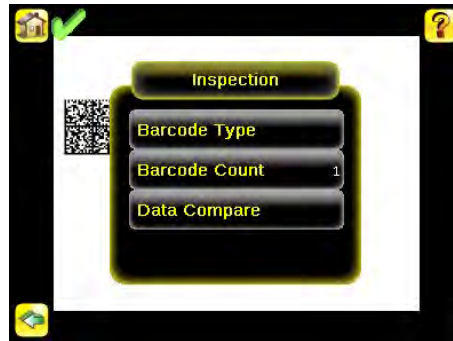 ?
Inspection
Barcode Type
Barcode Count 1
Data Compare